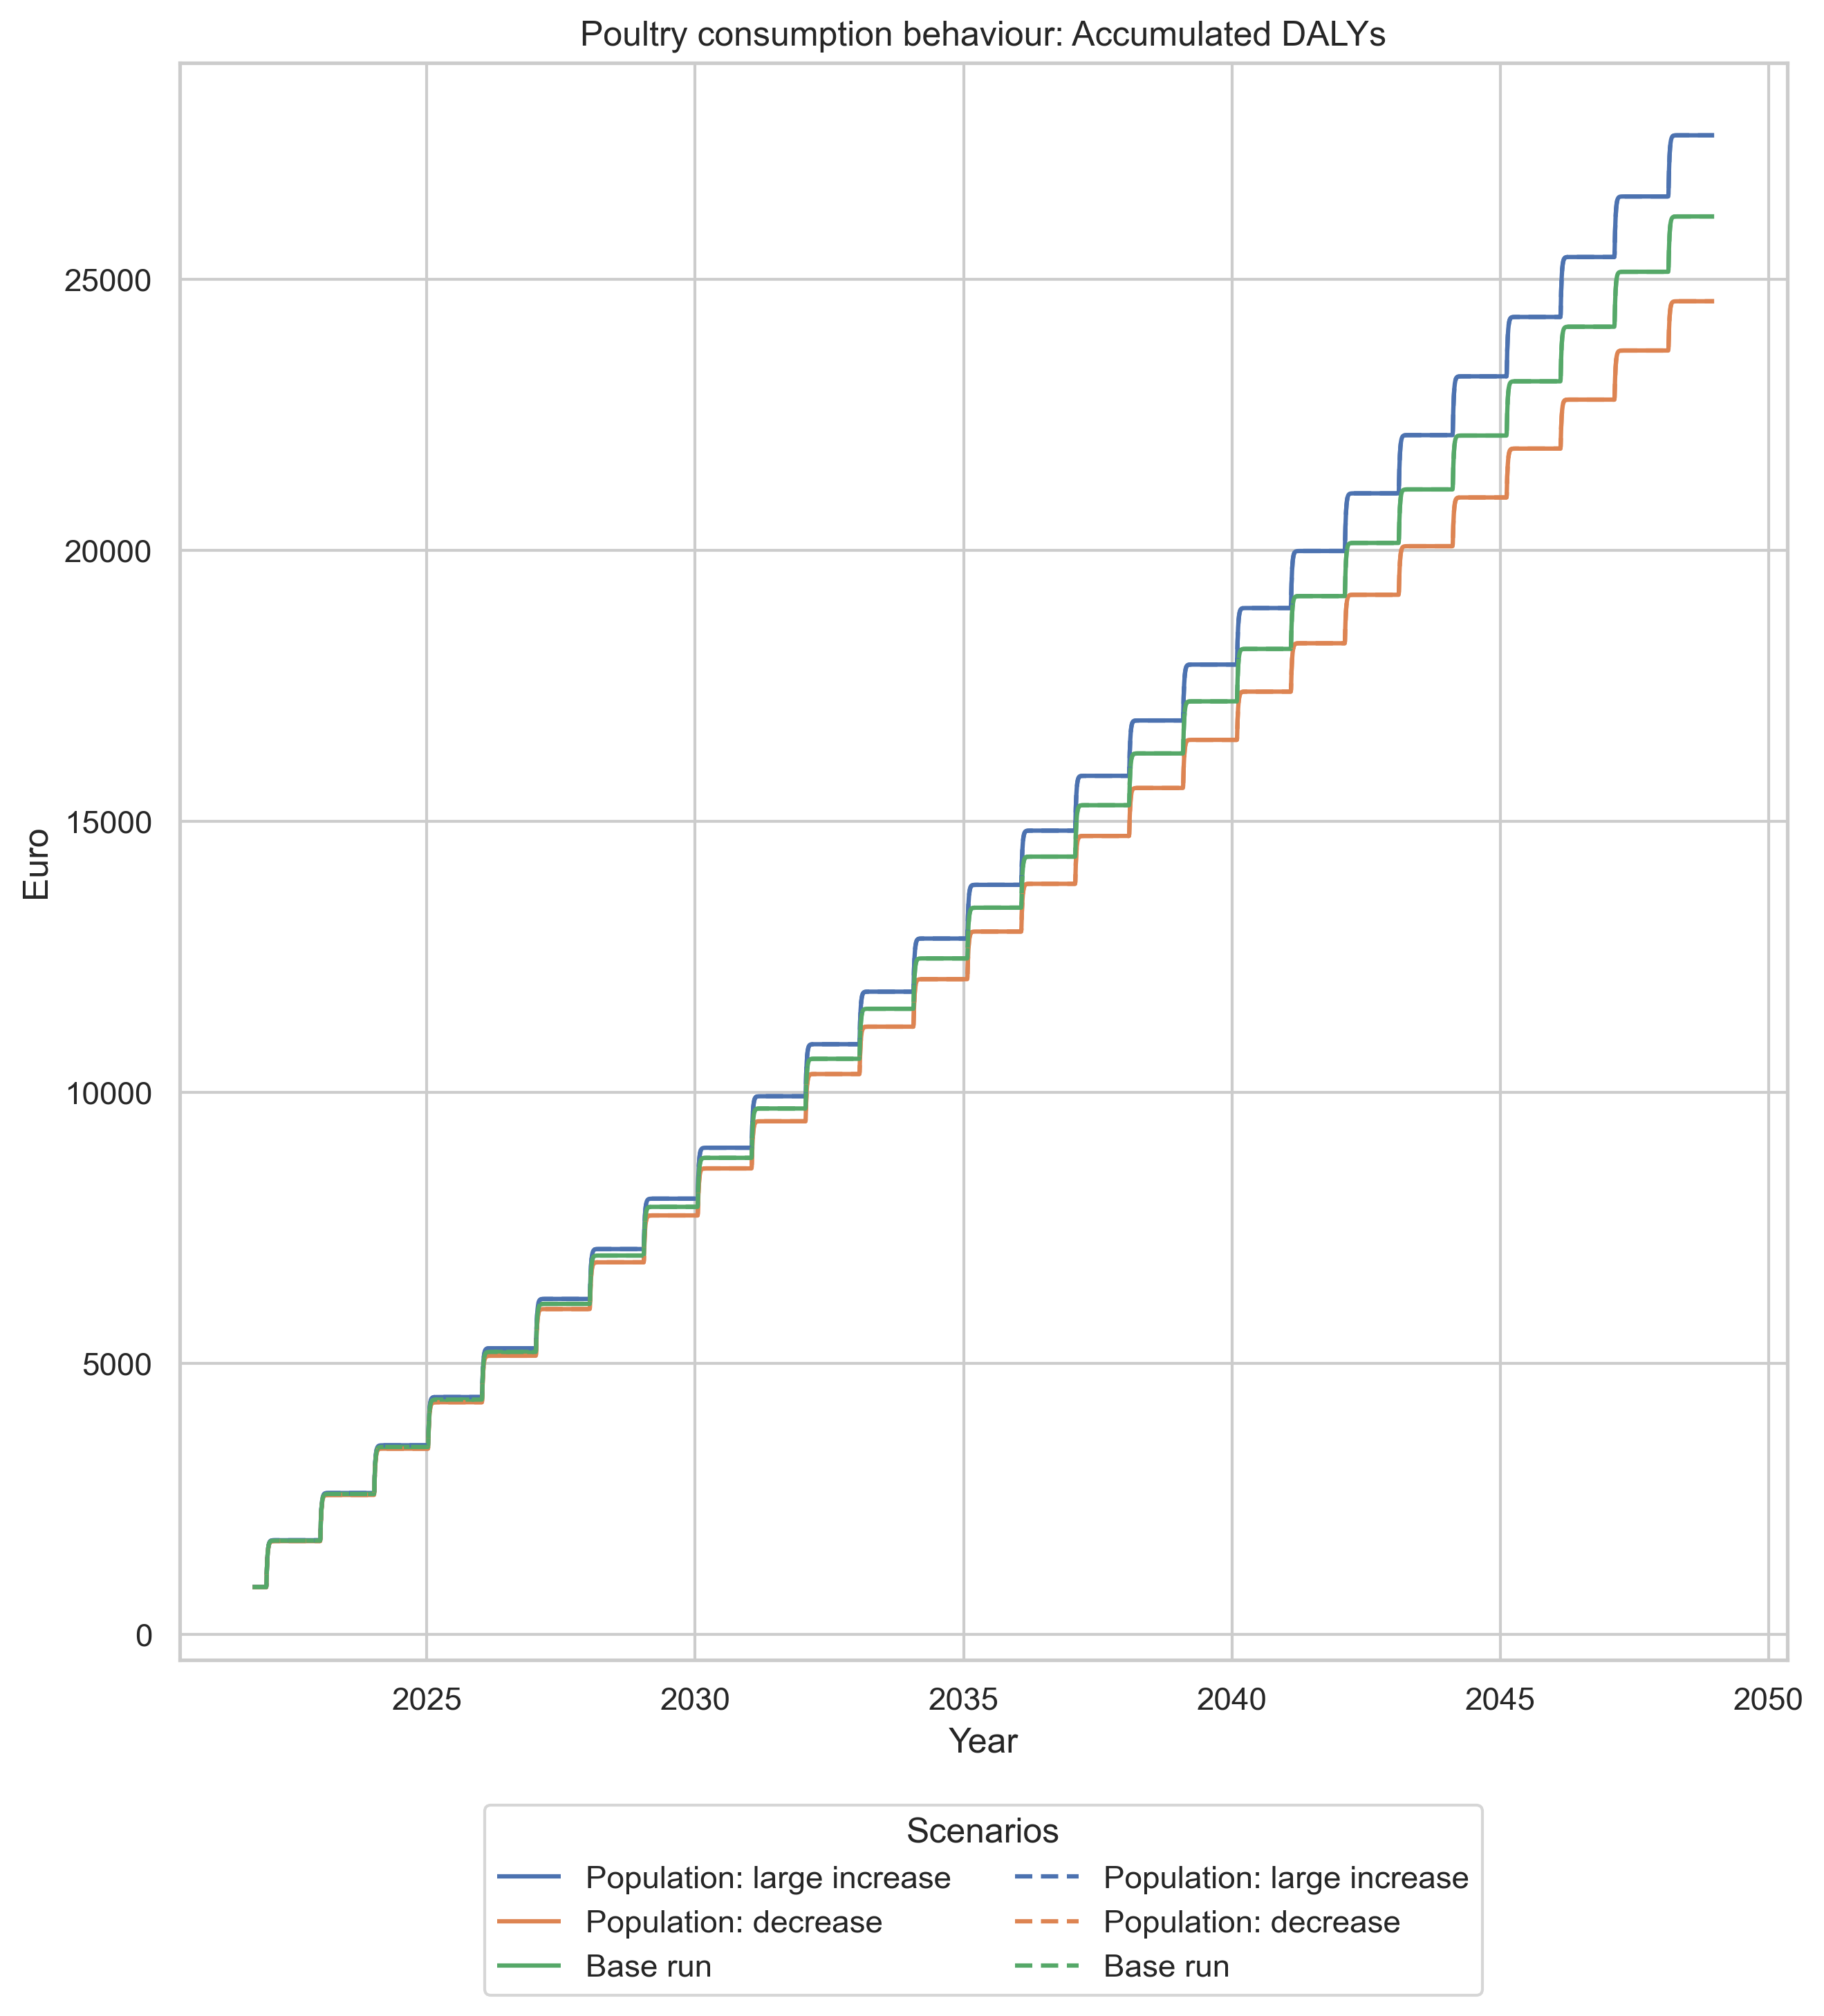 Poultry consumption behaviour: Accumulated DALYs
25000
20000
15000
10000
5000
0
Euro
2025 2030 2035 2040 2045 2050
Year
Scenarios
Population: large increase Population: large increase
Population: decrease Population: decrease
Base run Base run